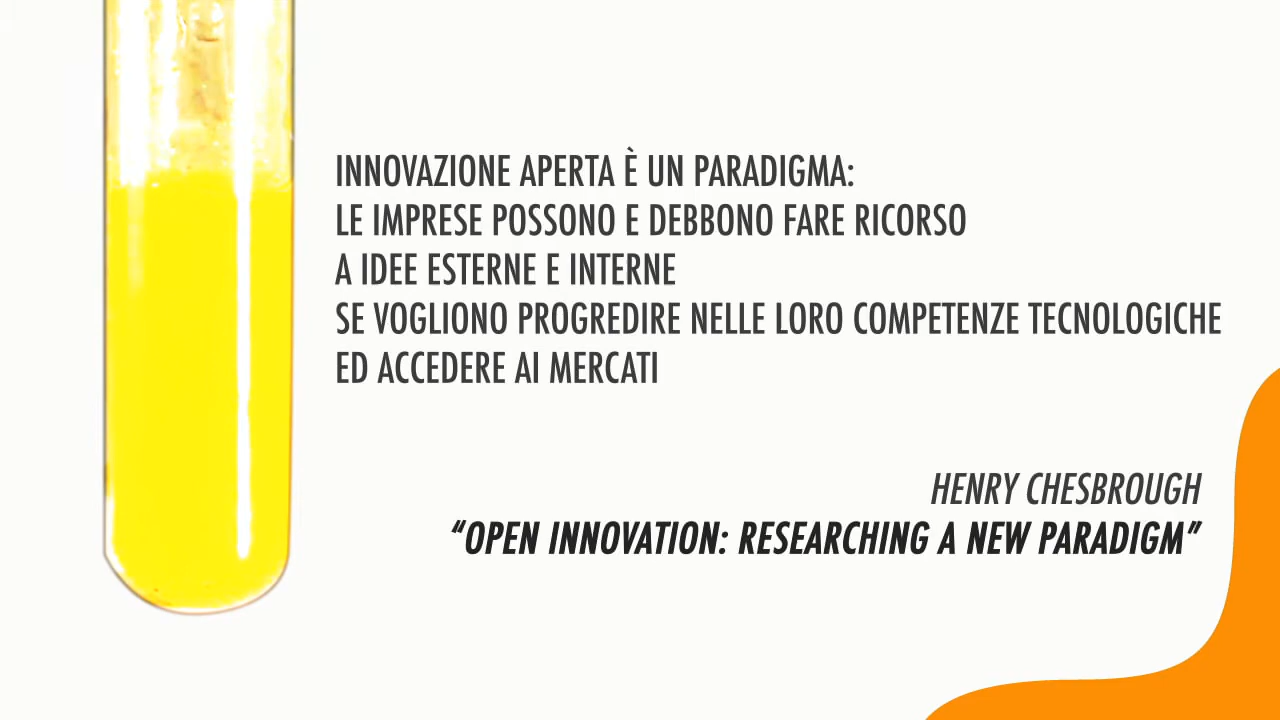 INNOVAZIONE APERTA È UN PARADIGMA:
LE IMPRESE POSSONO E DEBBONO FARE RICORSO
A IDEE ESTERNE E INTERNE
SE VOGLIONO PROGREDIRE NELLE LORO COMPETENZE TECNOLOGICHE
ED ACCEDERE AI MERCATI
HENRY CHESBROUGH
“OPEN INNOVATION: RESEARCHING A NEW PARADIGM”